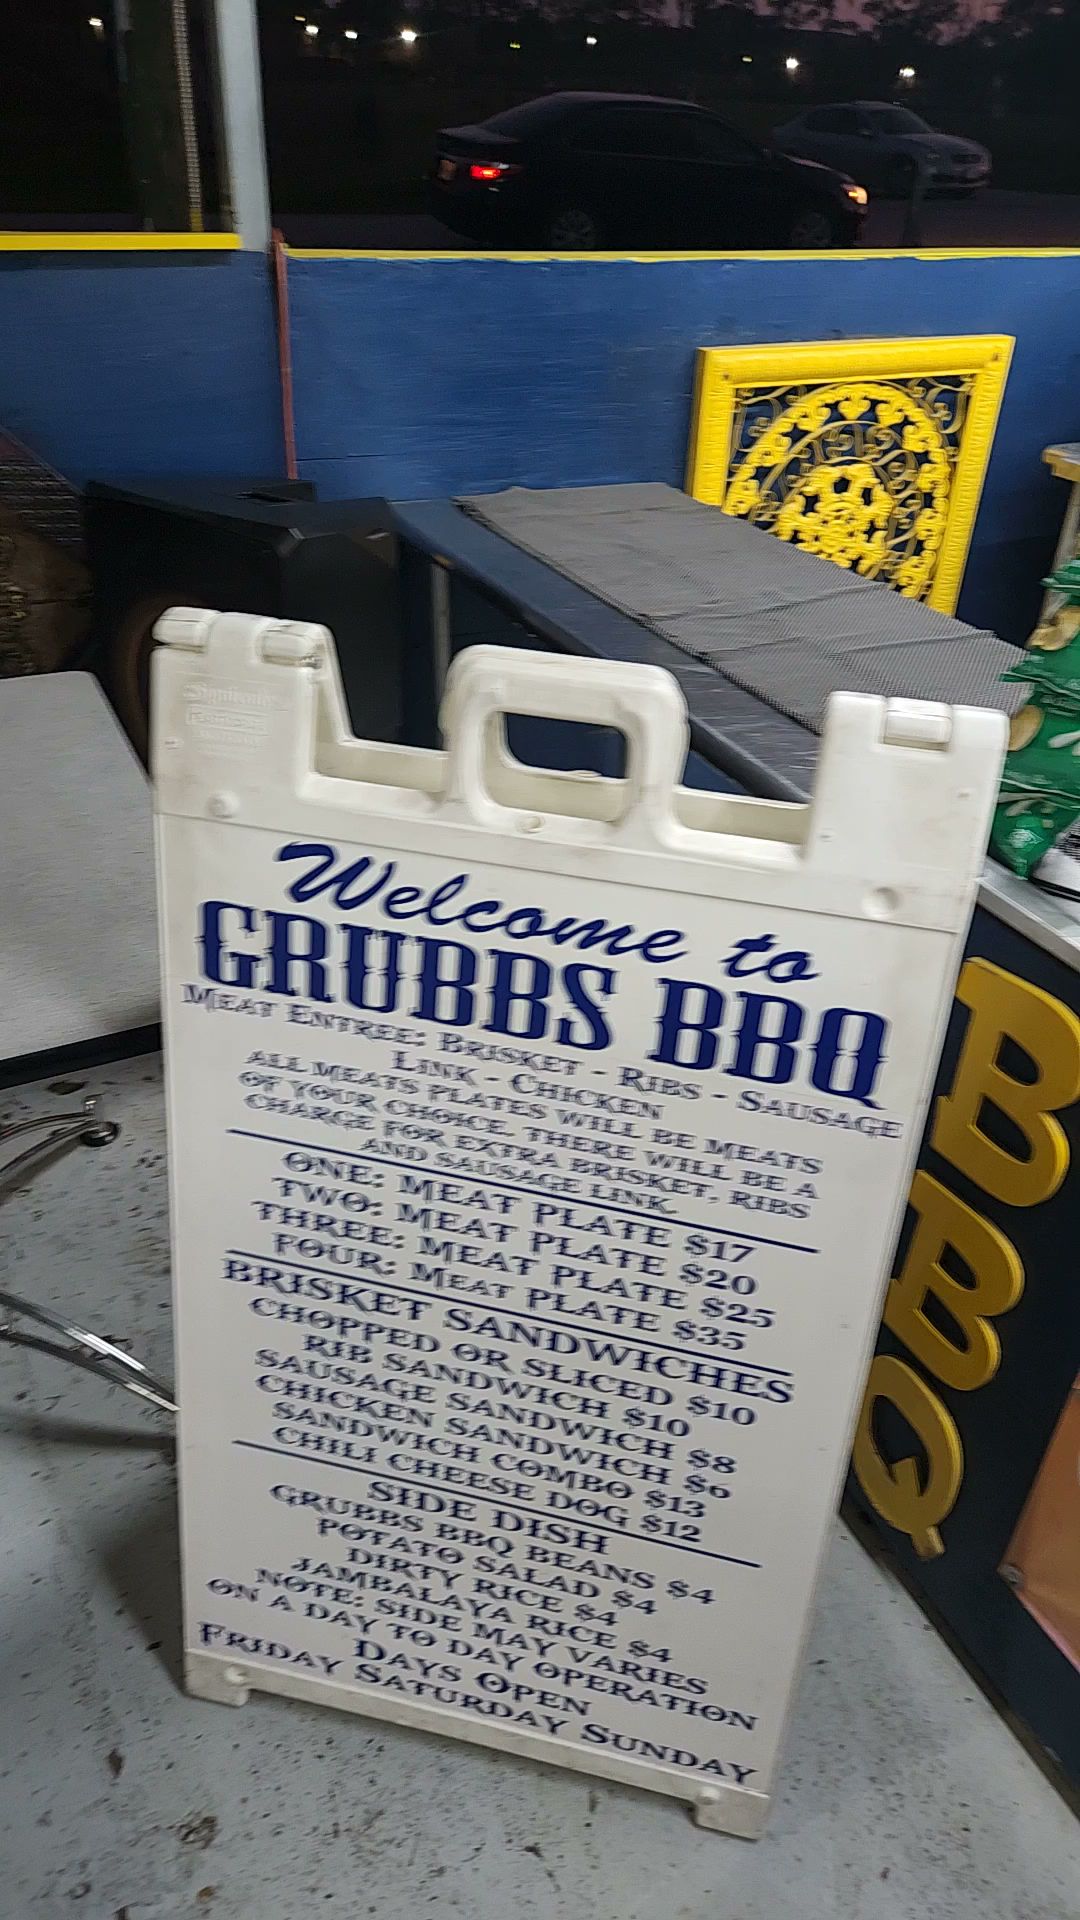 Welcome to
GRUBBS BBQ
MEAT ENTREE: BRISKET - RIBS - SAUSAGE
LINK - CHICKEN
ALL MEATS PLATES WILL BE MEATS
OF YOUR CHOICE. THERE WILL BE A
CHARGE FOR EXTRA BRISKET, RIBS
AND SAUSAGE LINK.
ONE: MEAT PLATE $17
TWO: MEAT PLATE $20
THREE: MEAT PLATE $25
FOUR: MEAT PLATE $35
BRISKET SANDWICHES
CHOPPED OR SLICED $10
RIB SANDWICH $10
SAUSAGE SANDWICH $8
CHICKEN SANDWICH $6
SANDWICH COMBO $13
CHILI CHEESE DOG $12
SIDE DISH
GRUBBS BBQ BEANS $4
POTATO SALAD $4
DIRTY RICE $4
JAMBALAYA RICE $4
NOTE: SIDE MAY VARIES
ON A DAY TO DAY OPERATION
DAYS OPEN
FRIDAY SATURDAY SUNDAY
BBQ